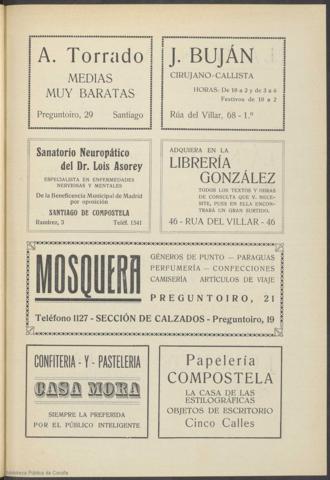 A. Torrado
MEDIAS
MUY BARATAS
Preguntoiro, 29 Santiago
J. BUJÁN
CIRUJANO-CALLISTA
HORAS: De 10 a 2 y de 3 a 6
Festivos de 10 a 2
Rúa del Villar, 68 - 1.º
Sanatorio Neuropático
del Dr. Lois Asorey
ESPECIALISTA EN ENFERMEDADES
NERVIOSAS Y MENTALES
De la Beneficencia Municipal de Madrid
por oposición
SANTIAGO DE COMPOSTELA
Ramírez, 3 Teléf. 1541
ADQUIERA EN LA
LIBRERÍA
GONZÁLEZ
TODOS LOS TEXTOS Y OBRAS
DE CONSULTA QUE V. NECE-
SITE, PUES EN ELLA ENCON-
TRARÁ UN GRAN SURTIDO.
46 - RUA DEL VILLAR - 46
MOSQUERA
GÉNEROS DE PUNTO — PARAGUAS
PERFUMERÍA — CONFECCIONES
CAMISERÍA ARTÍCULOS DE VIAJE
PREGUNTOIRO, 21
Teléfono 1127 - SECCIÓN DE CALZADOS - Preguntoiro, 19
CONFITERIA - Y - PASTELERIA
CASA MORA
SIEMPRE LA PREFERIDA
POR EL PÚBLICO INTELIGENTE
Papelería
COMPOSTELA
LA CASA DE LAS
ESTILOGRÁFICAS
OBJETOS DE ESCRITORIO
Cinco Calles
Biblioteca Pública da Coruña